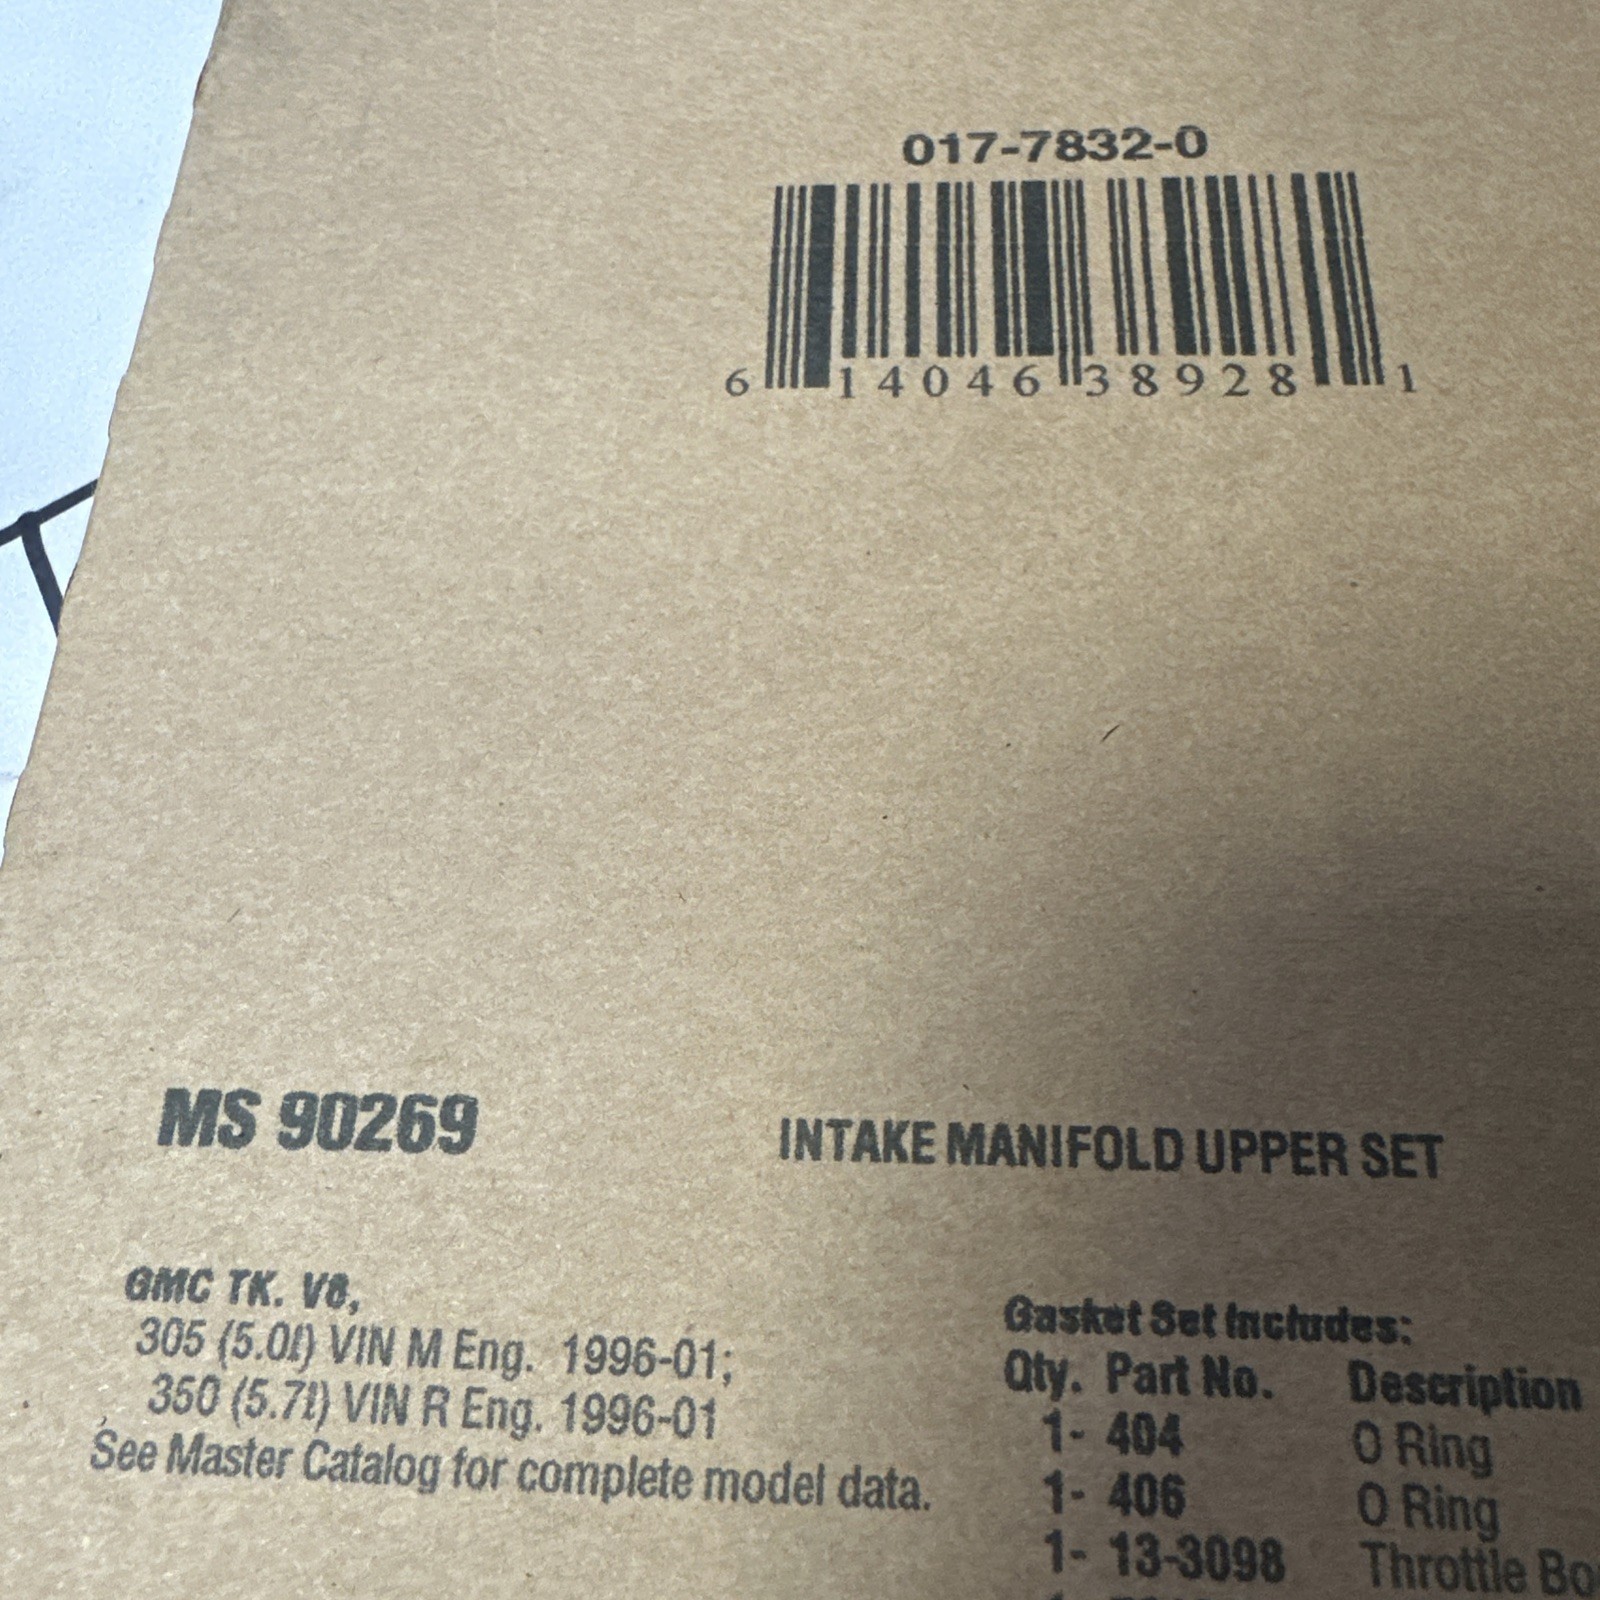 017-7832-0
6 14046 38928 1
MS 90269
INTAKE MANIFOLD UPPER SET
GMC TK. V8,
305 (5.0l) VIN M Eng. 1996-01;
350 (5.7l) VIN R Eng. 1996-01
See Master Catalog for complete model data.
Gasket Set Includes:
Qty. Part No. Description
1- 404 O Ring
1- 406 O Ring
1- 13-3098 Throttle